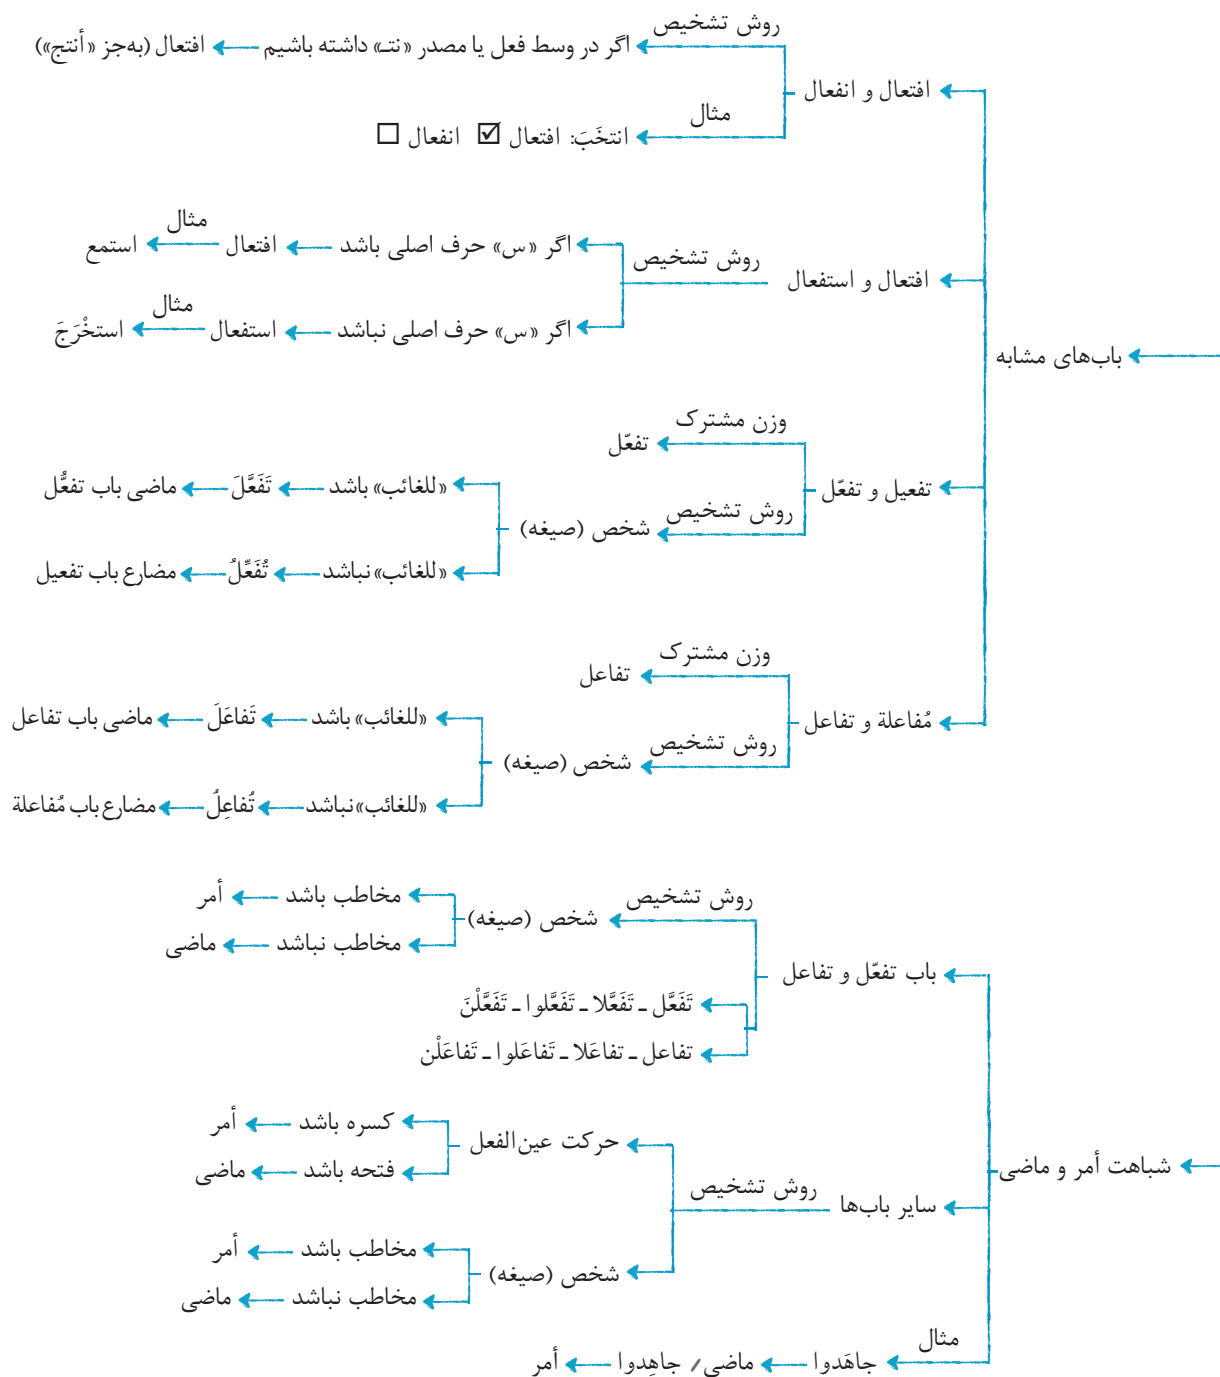 روش تشخیص
اگر در وسط فعل یا مصدر «نتـ» داشته باشیم افتعال (به‌جز «أنتج»)
افتعال و انفعال
مثال
انتخَبَ: افتعال ☑ انفعال ☐
مثال
اگر «س» حرف اصلی باشد افتعال استمع
روش تشخیص
افتعال و استفعال
مثال
اگر «س» حرف اصلی نباشد استفعال استخْرَجَ
باب‌های مشابه
وزن مشترک
تفعّل
«للغائب» باشد تَفَعَّلَ ماضی باب تفعُّل
تفعیل و تفعّل
روش تشخیص
شخص (صیغه)
«للغائب» نباشد تُفَعِّلُ مضارع باب تفعیل
وزن مشترک
تفاعل
«للغائب» باشد تَفاعَلَ ماضی باب تفاعل
مُفاعلة و تفاعل
روش تشخیص
شخص (صیغه)
«للغائب» نباشد تُفاعِلُ مضارع باب مُفاعلة
مخاطب باشد أمر
روش تشخیص
شخص (صیغه)
مخاطب نباشد ماضی
باب تفعّل و تفاعل
تَفَعَّل ـ تَفَعَّلا ـ تَفَعَّلوا ـ تَفَعَّلْنَ
تفاعل ـ تفاعَلا ـ تَفاعَلوا ـ تَفاعَلْن
کسره باشد أمر
حرکت عین‌الفعل
فتحه باشد ماضی
شباهت أمر و ماضی
روش تشخیص
سایر باب‌ها
مخاطب باشد أمر
شخص (صیغه)
مخاطب نباشد ماضی
مثال
جاهَدوا ماضی / جاهِدوا أمر